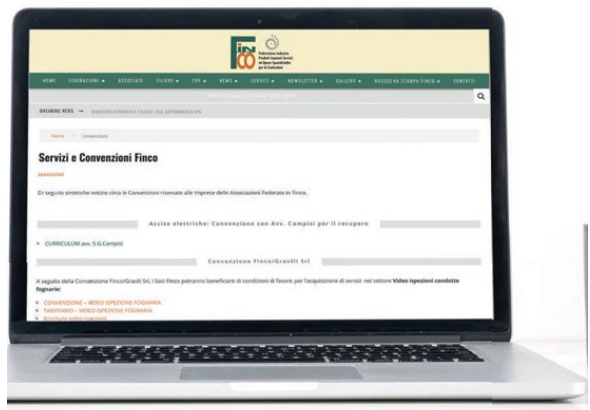 FINCO
Federazione Industrie
Prodotti Impianti Servizi
ed Opere Specialistiche
per le Costruzioni
HOME FEDERAZIONE ASSOCIATE FILIERE CPE NEWS SERVIZI NEWSLETTER GALLERY RASSEGNA STAMPA FINCO CONTATTI
BREAKING NEWS
Home convenzioni
Servizi e Convenzioni Finco
convenzioni
Di seguito sintetiche notizie circa le Convenzioni riservate alle Imprese delle Associazioni Federate in Finco.
Accise elettriche: Convenzione con Avv. Campisi per il recupero
CURRICULUM avv. S.G.Campisi
Convenzione Finco/Gravili Srl
A seguito della Convenzione Finco/Gravili Srl, i Soci Finco potranno beneficiare di condizioni di favore per l'acquisizione di servizi nel settore Video ispezioni condotte
fognarie:
CONVENZIONE – VIDEO ISPEZIONE FOGNARIA
TARIFFARIO – VIDEO ISPEZIONE FOGNARIA
Brochure video ispezioni